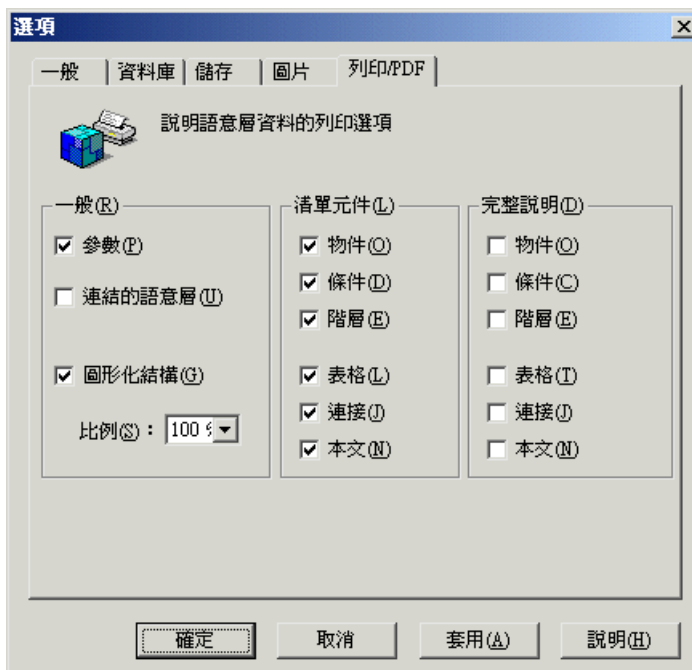 選項
一般 資料庫 儲存 圖片 列印/PDF
說明語意層資料的列印選項
一般(R)
參數(P)
連結的語意層(U)
圖形化結構(G)
比例(S)：
清單元件(L)
物件(O)
條件(D)
階層(E)
表格(L)
連接(J)
本文(N)
完整說明(D)
物件(O)
條件(C)
階層(E)
表格(T)
連接(J)
本文(N)
100 %
確定 取消 套用(A) 說明(H)